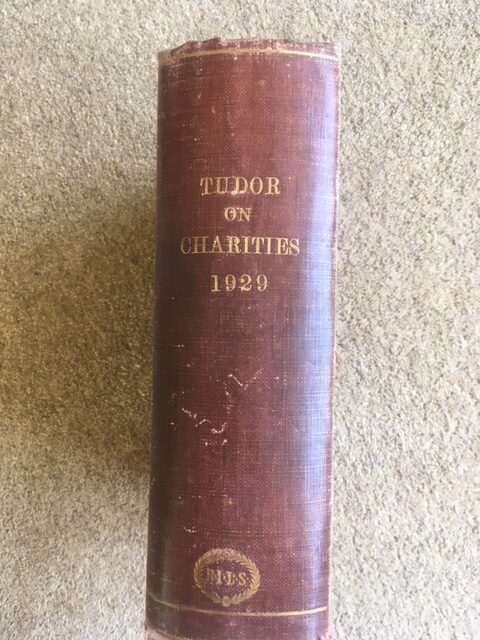 TUDOR
ON
CHARITIES
1929